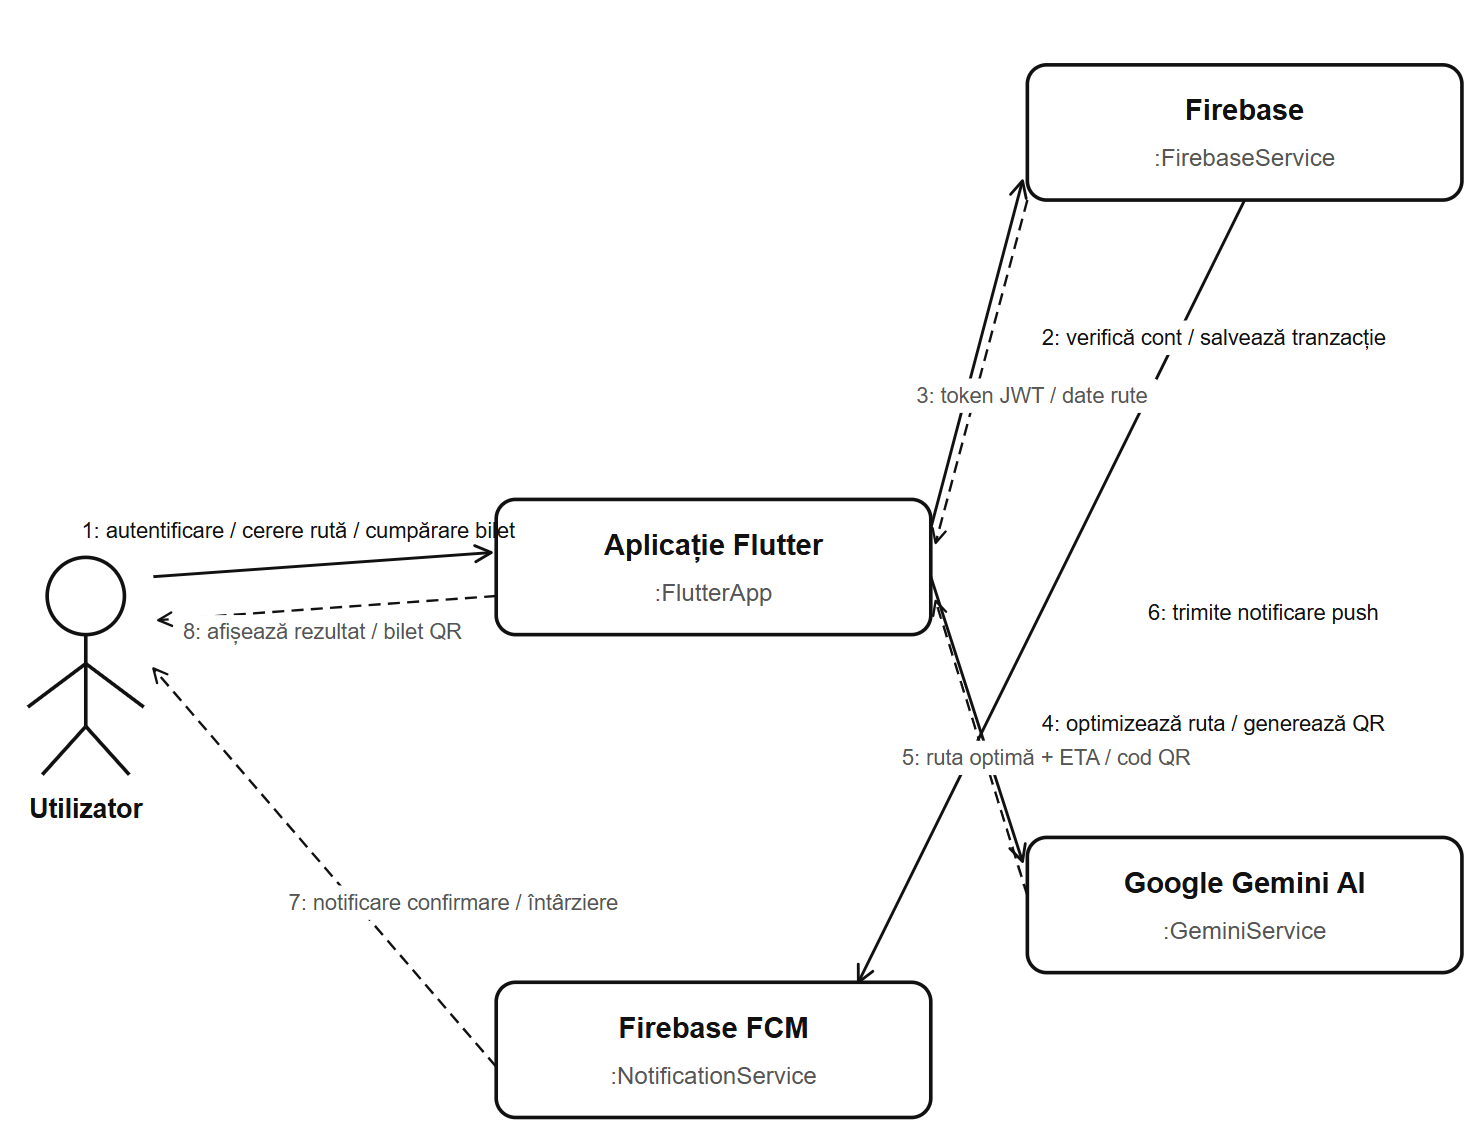 Firebase
:FirebaseService
2: verifică cont / salvează tranzacție
3: token JWT / date rute
1: autentificare / cerere rută / cumpărare bilet
Aplicație Flutter
:FlutterApp
8: afișează rezultat / bilet QR
6: trimite notificare push
4: optimizează ruta / generează QR
5: ruta optimă + ETA / cod QR
Utilizator
Google Gemini AI
:GeminiService
7: notificare confirmare / întârziere
Firebase FCM
:NotificationService